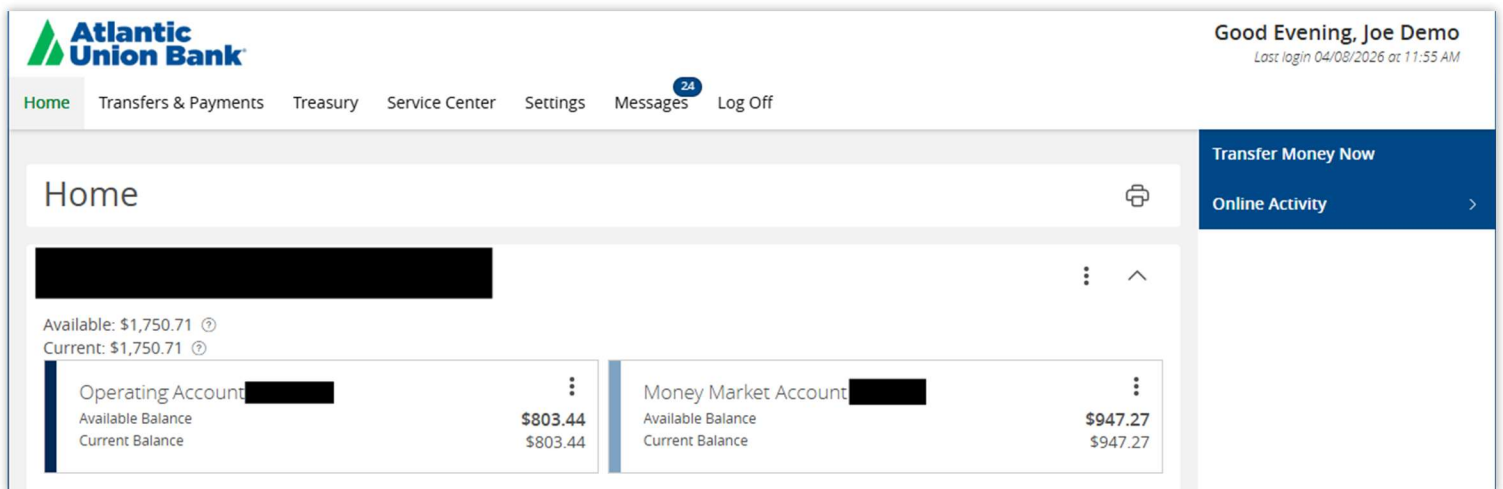 Atlantic
Union Bank
Good Evening, Joe Demo
Last login 04/08/2026 at 11:55 AM
Home Transfers & Payments Treasury Service Center Settings Messages 24 Log Off
Transfer Money Now
Home
Online Activity
Available: $1,750.71
Current: $1,750.71
Operating Account
Available Balance $803.44
Current Balance $803.44
Money Market Account
Available Balance $947.27
Current Balance $947.27